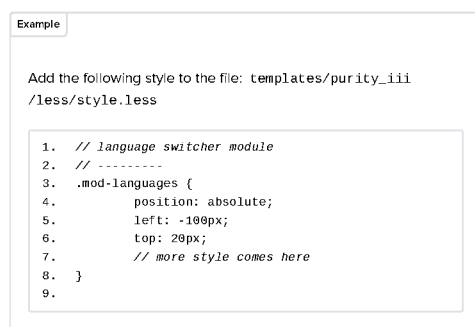 Example
Add the following style to the file: templates/purity_iii
/less/style.less
1. // language switcher module
2. // ---------
3. .mod-languages {
4. position: absolute;
5. left: -100px;
6. top: 20px;
7. // more style comes here
8. }
9.